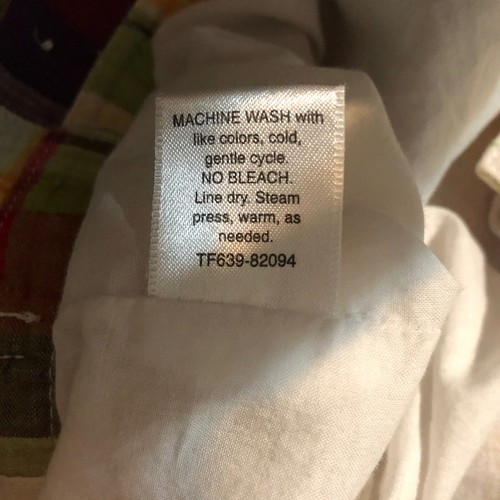 MACHINE WASH with
like colors, cold,
gentle cycle.
NO BLEACH.
Line dry. Steam
press, warm, as
needed.
TF639-82094